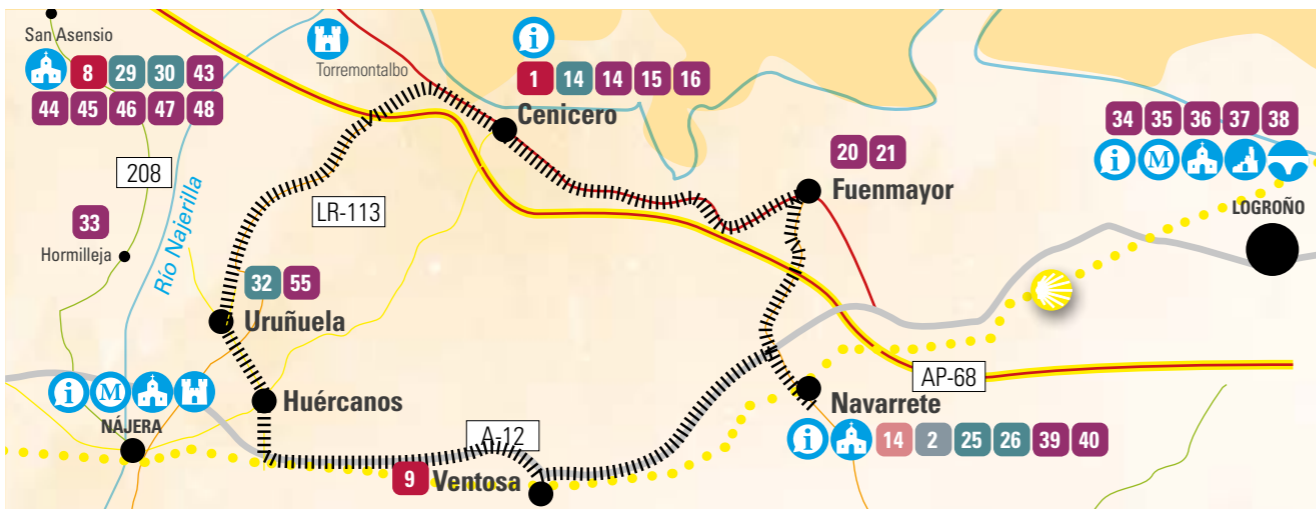 San Asensio
8 29 30 43
44 45 46 47 48
208
33
Hormilleja
Río Najerilla
Torremontalbo
i
1 14 14 15 16
Cenicero
LR-113
20 21
Fuenmayor
34 35 36 37 38
i M
LOGROÑO
32 55
Uruñuela
Huércanos
i M
NÁJERA
A-12
9 Ventosa
AP-68
Navarrete
i 14 2 25 26 39 40